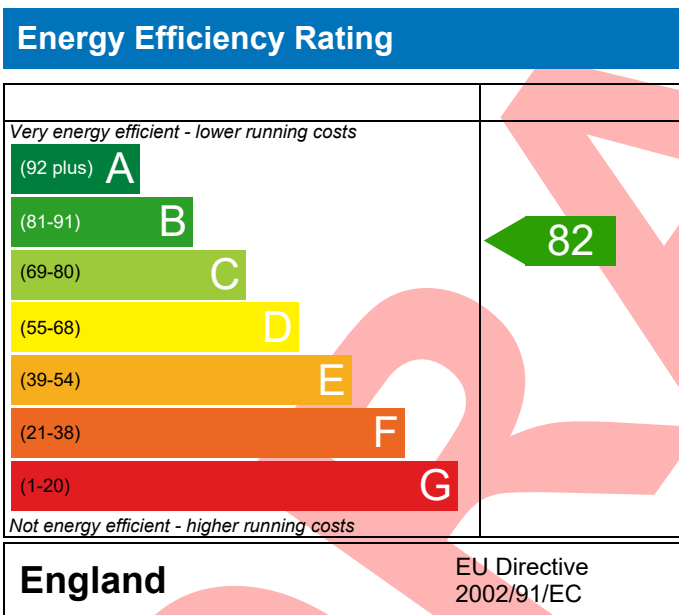 Energy Efficiency Rating
Very energy efficient - lower running costs
(92 plus) A
(81-91) B
82
(69-80) C
(55-68) D
(39-54) E
(21-38) F
(1-20) G
Not energy efficient - higher running costs
England
EU Directive
2002/91/EC